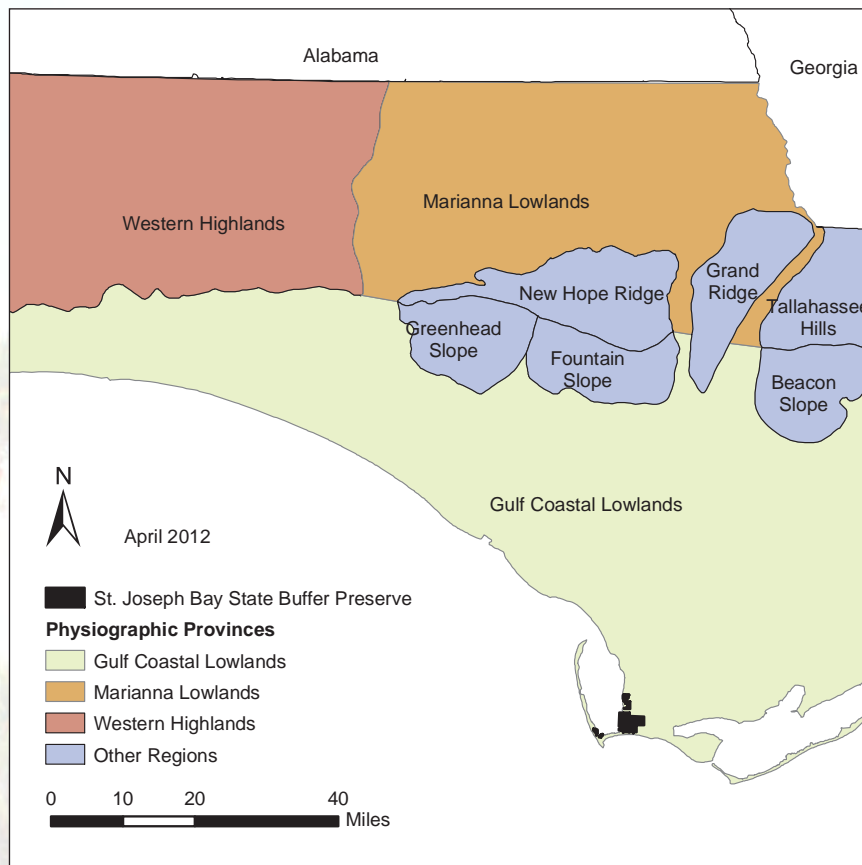 Alabama
Georgia
Western Highlands
Marianna Lowlands
Grand
Ridge
New Hope Ridge
Tallahassee
Hills
Greenhead
Slope
Fountain
Slope
Beacon
Slope
Gulf Coastal Lowlands
N
April 2012
St. Joseph Bay State Buffer Preserve
Physiographic Provinces
Gulf Coastal Lowlands
Marianna Lowlands
Western Highlands
Other Regions
0 10 20 40
Miles